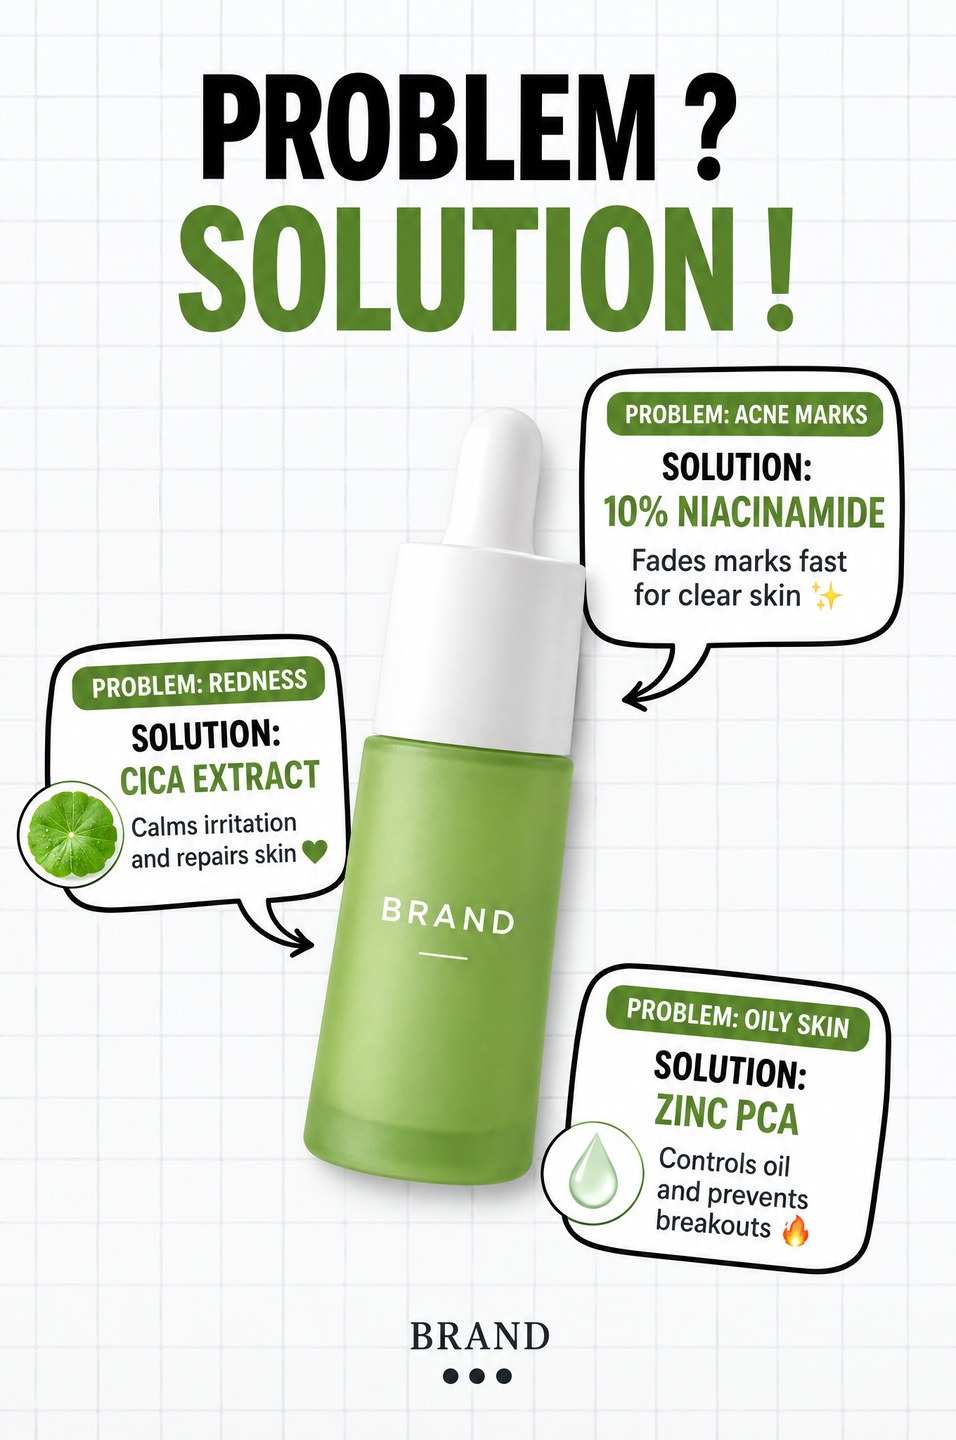 PROBLEM ?
SOLUTION !
PROBLEM: ACNE MARKS
SOLUTION:
10% NIACINAMIDE
Fades marks fast
for clear skin ✨
PROBLEM: REDNESS
SOLUTION:
CICA EXTRACT
Calms irritation
and repairs skin 💚
BRAND
PROBLEM: OILY SKIN
SOLUTION:
ZINC PCA
Controls oil
and prevents
breakouts 🔥
BRAND